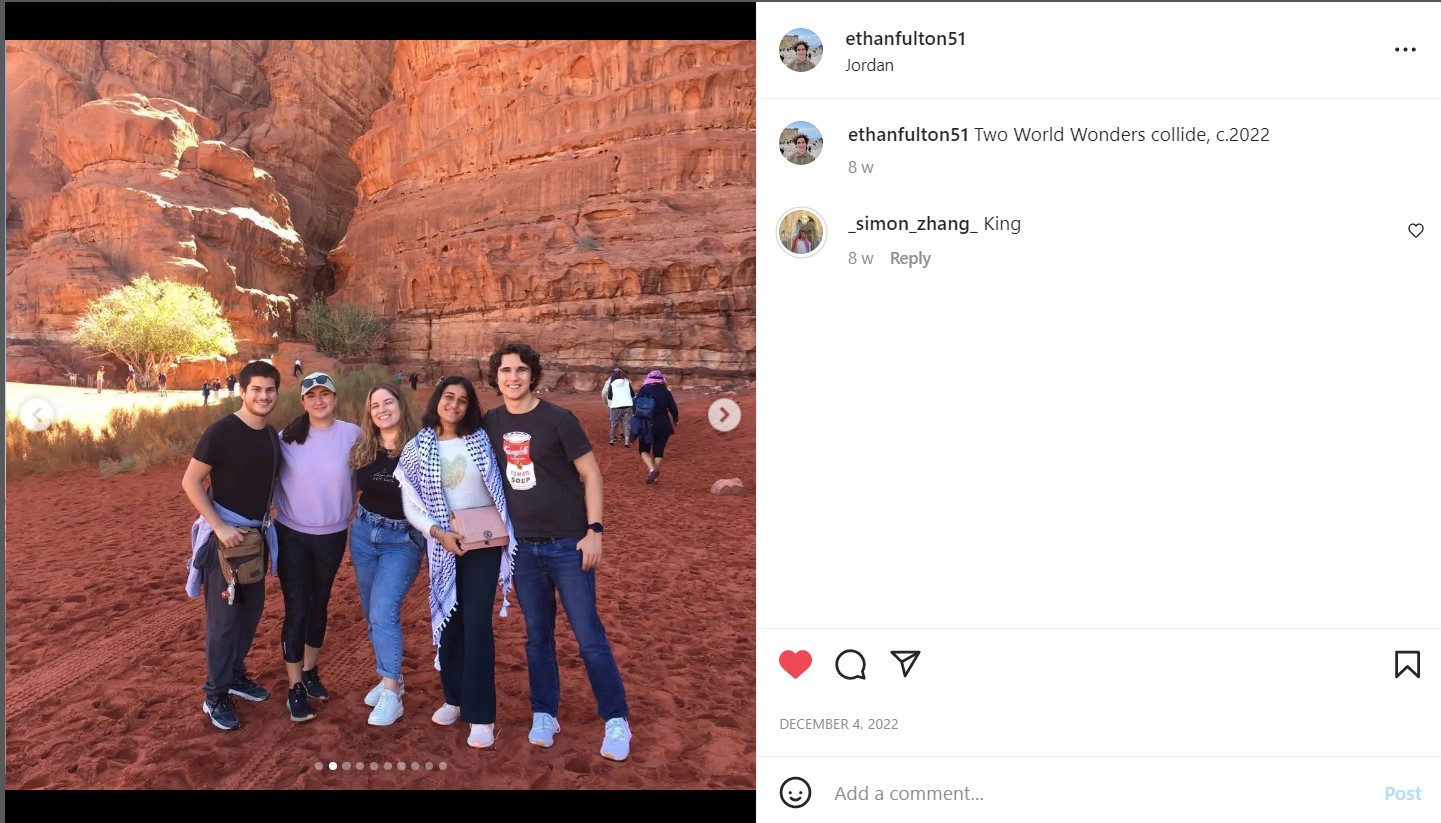 ethanfulton51
Jordan
ethanfulton51 Two World Wonders collide, c.2022
8 w
_simon_zhang_ King
8 w Reply
Campbell's
TOMATO
SOUP
DECEMBER 4, 2022
Add a comment...
Post